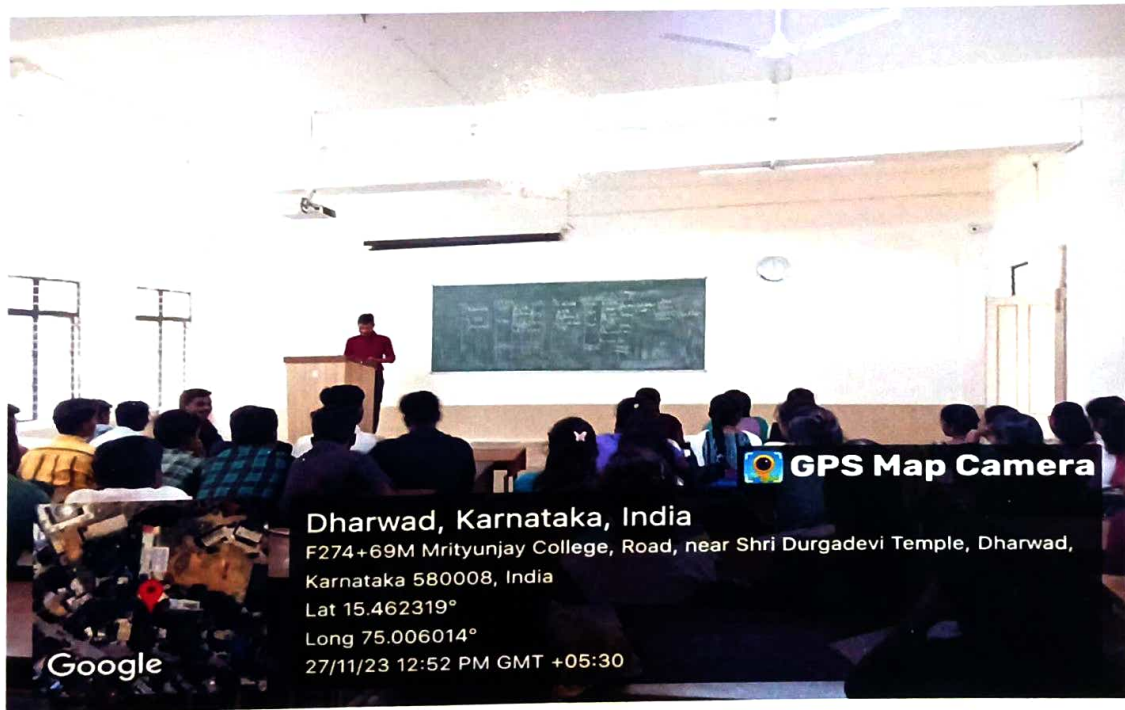 GPS Map Camera
Dharwad, Karnataka, India
F274+69M Mrityunjay College, Road, near Shri Durgadevi Temple, Dharwad,
Karnataka 580008, India
Lat 15.462319°
Long 75.006014°
27/11/23 12:52 PM GMT +05:30
Google